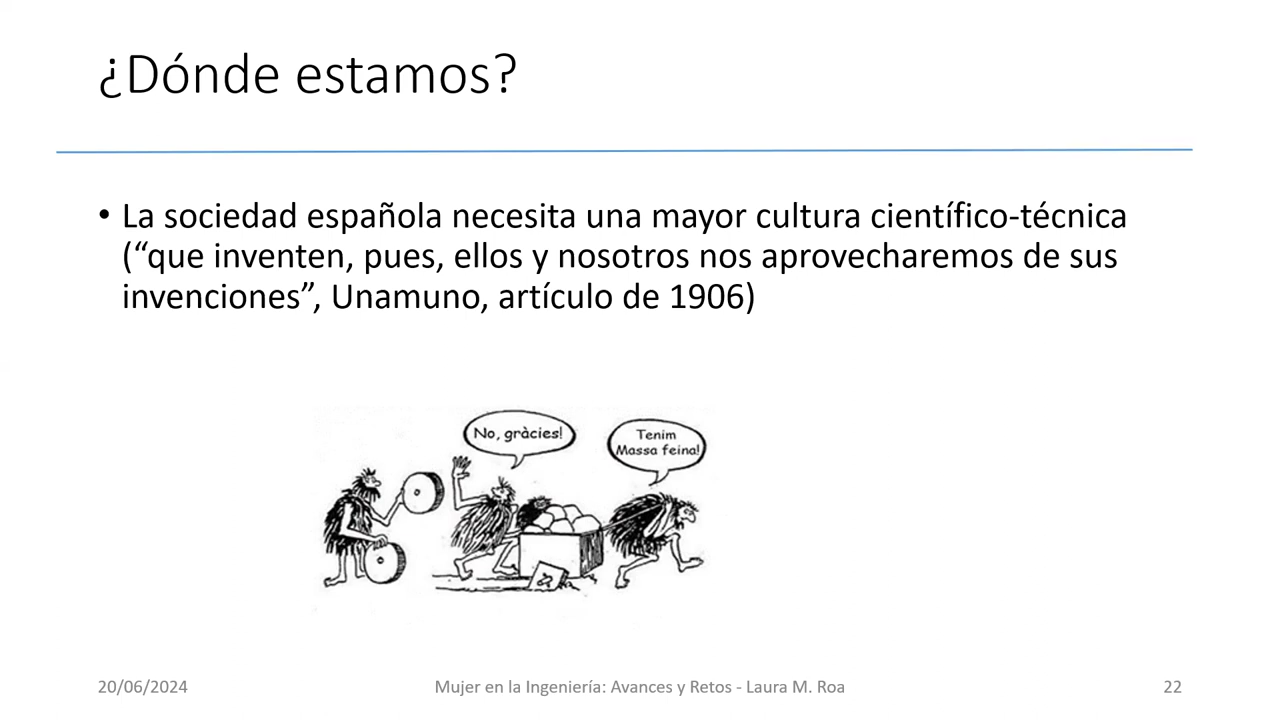 ¿Dónde estamos?
• La sociedad española necesita una mayor cultura científico-técnica
(“que inventen, pues, ellos y nosotros nos aprovecharemos de sus
invenciones”, Unamuno, artículo de 1906)
No, gràcies!
Tenim
Massa feina!
20/06/2024
Mujer en la Ingeniería: Avances y Retos - Laura M. Roa
22